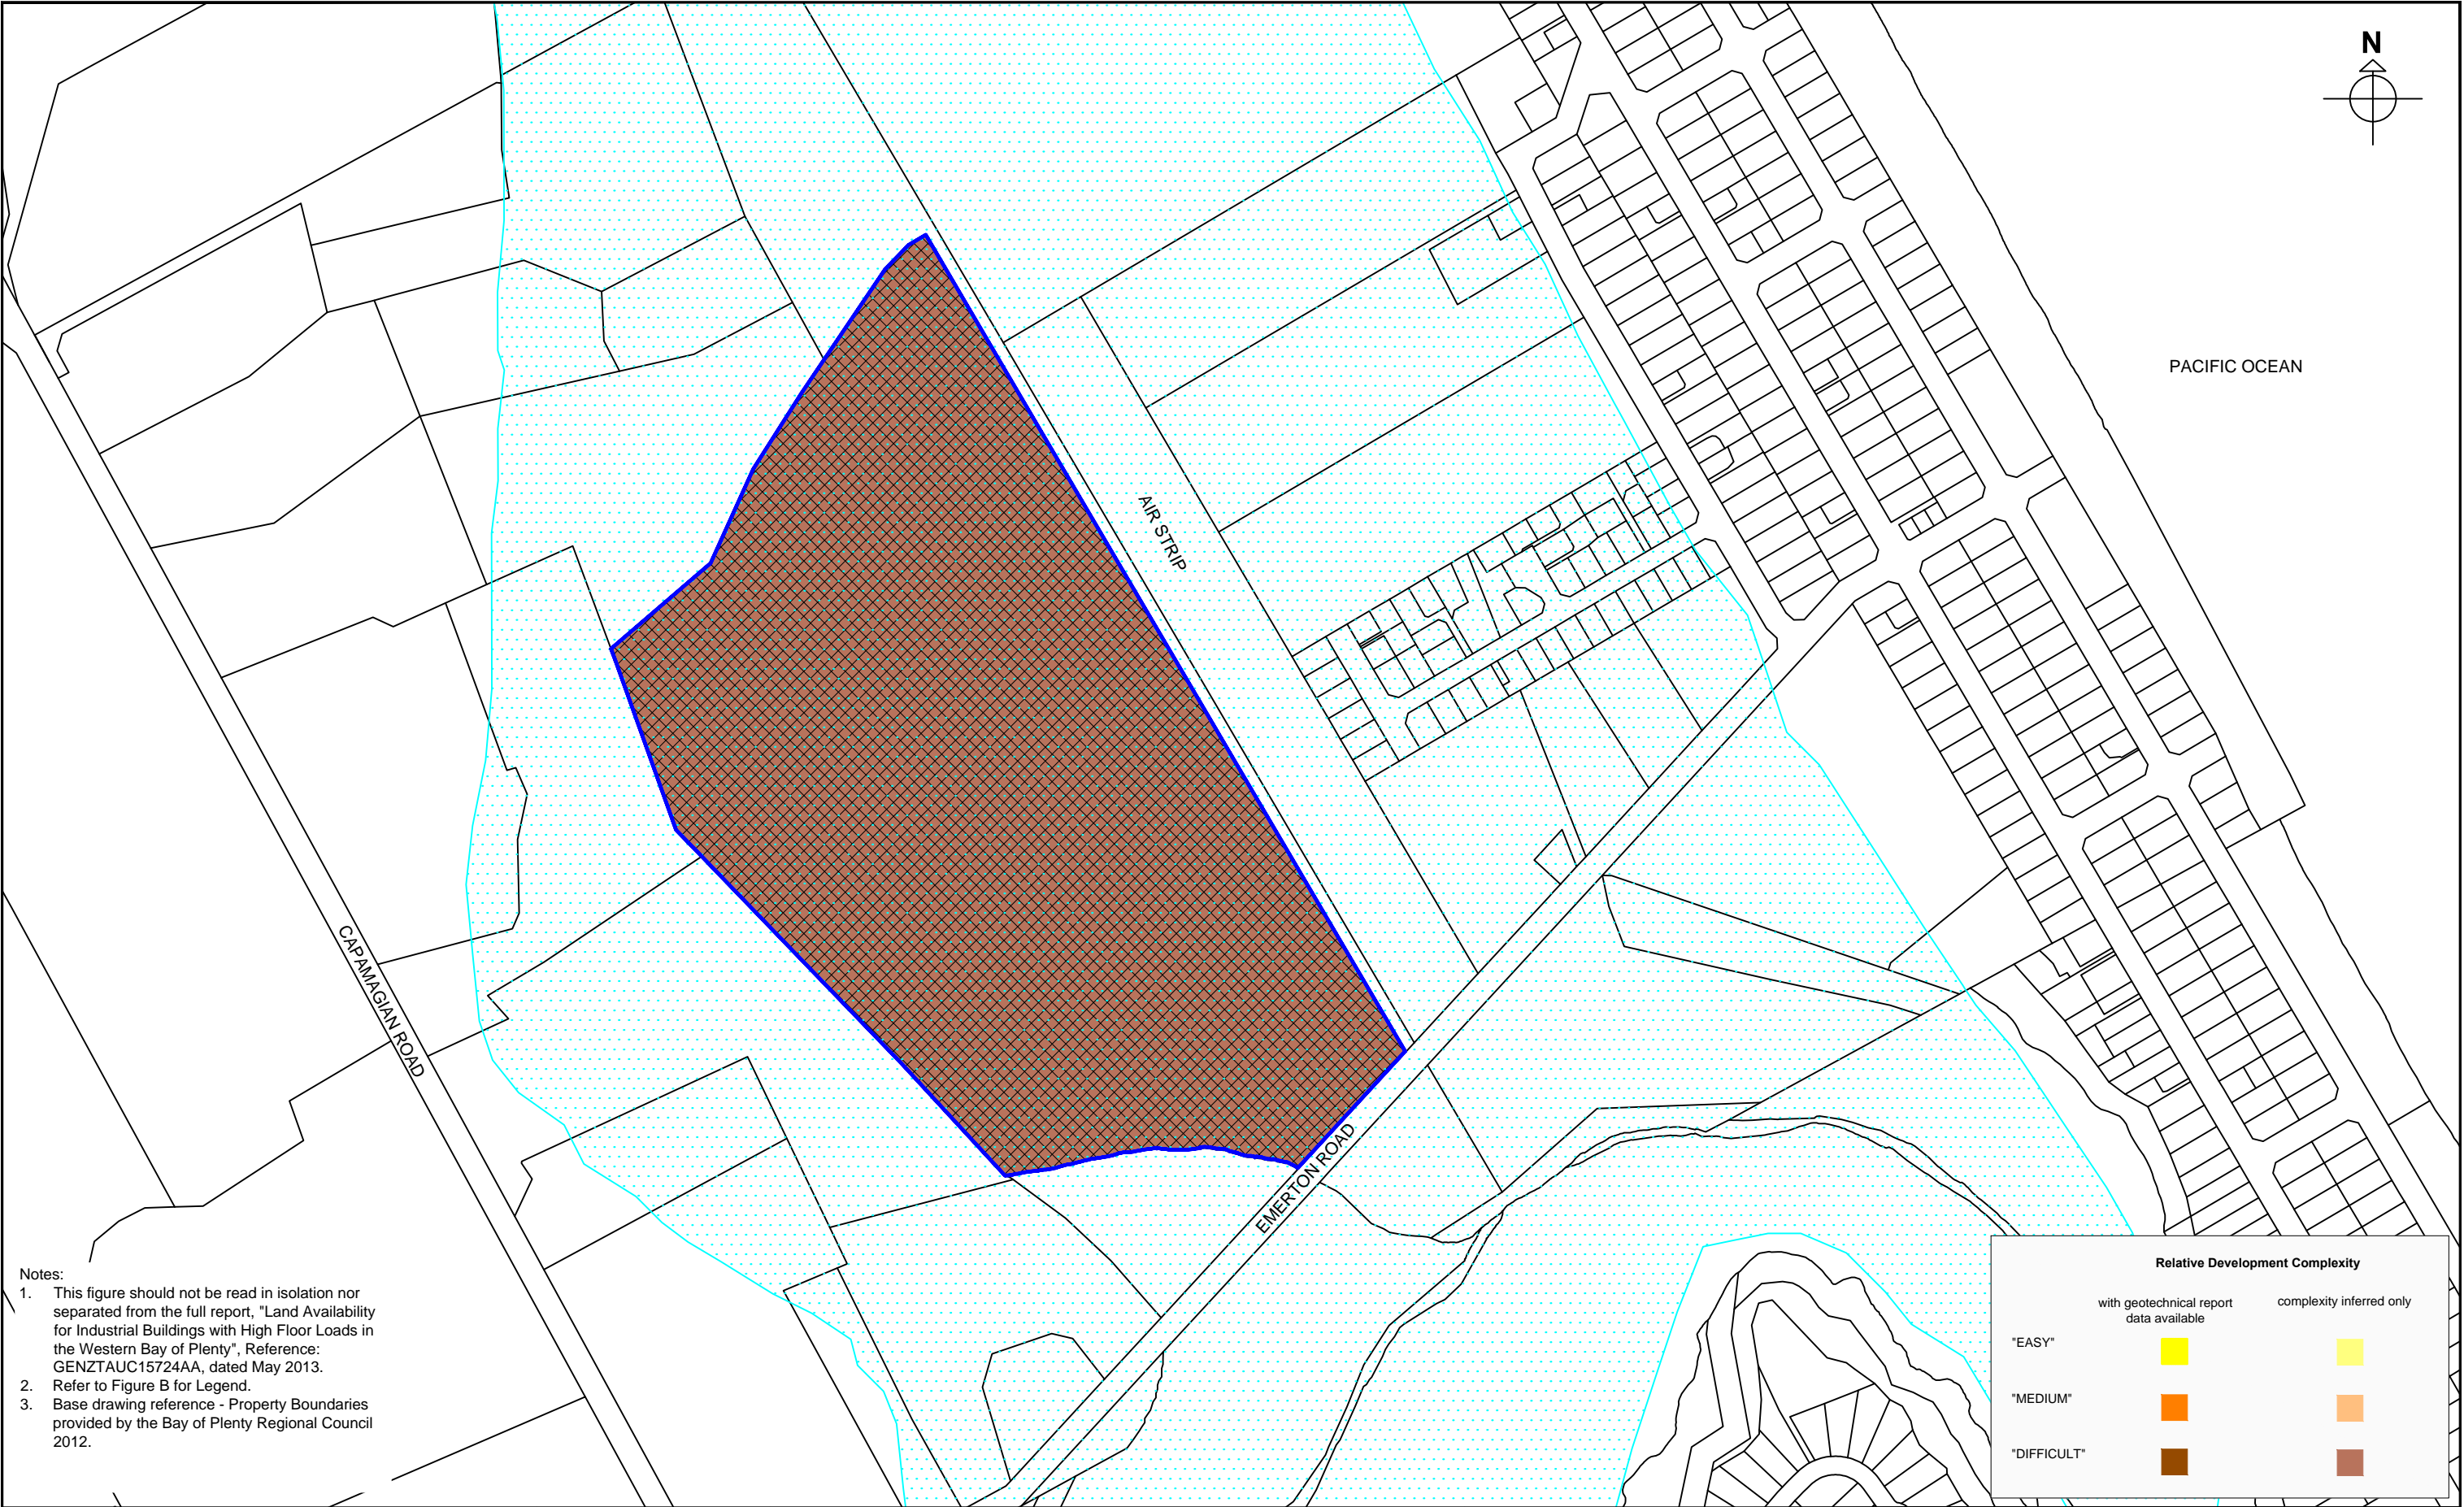 N
PACIFIC OCEAN
AIR STRIP
CAPAMAGIAN ROAD
EMERTON ROAD
Notes:
1. This figure should not be read in isolation nor
separated from the full report, "Land Availability
for Industrial Buildings with High Floor Loads in
the Western Bay of Plenty", Reference:
GENZTAUC15724AA, dated May 2013.
2. Refer to Figure B for Legend.
3. Base drawing reference - Property Boundaries
provided by the Bay of Plenty Regional Council
2012.
Relative Development Complexity
with geotechnical report
data available
complexity inferred only
"EASY"
"MEDIUM"
"DIFFICULT"